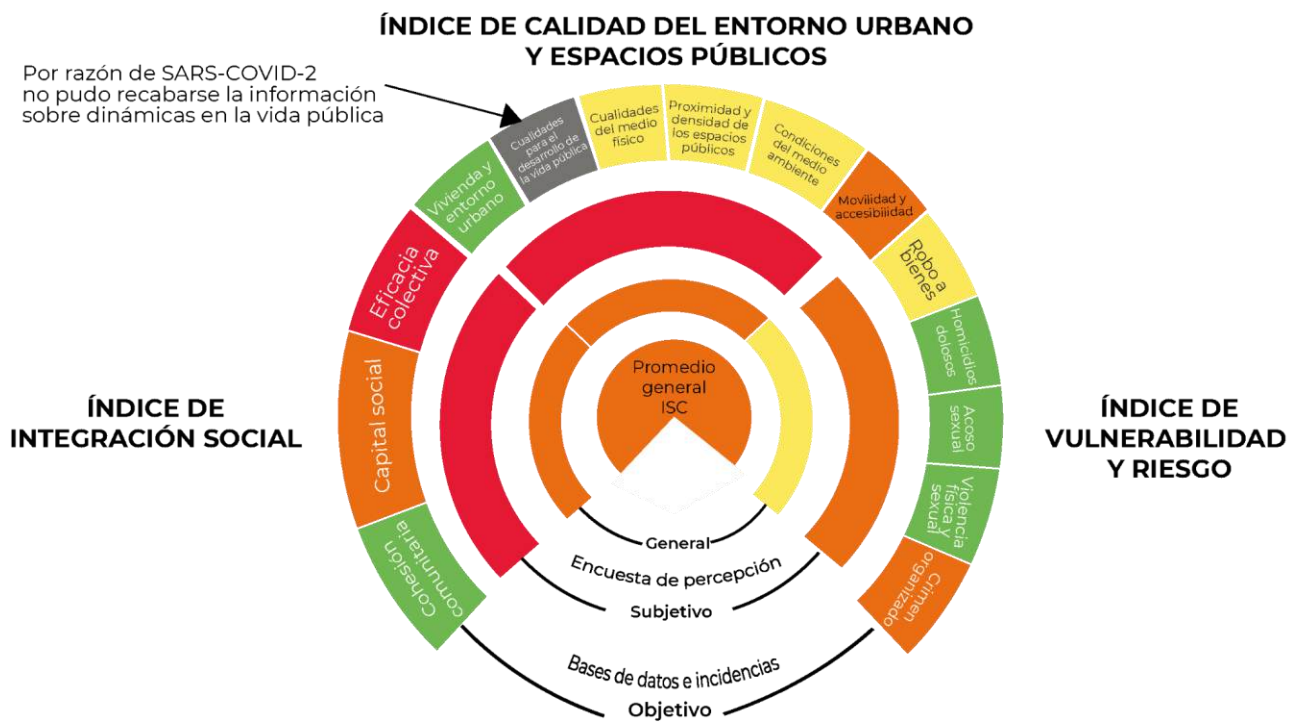 ÍNDICE DE CALIDAD DEL ENTORNO URBANO
Y ESPACIOS PÚBLICOS
Por razón de SARS-COVID-2
no pudo recabarse la información
sobre dinámicas en la vida pública
Cualidades
para el
desarrollo de
la vida pública
Cualidades
del medio
físico
Proximidad y
densidad de
los espacios
públicos
Condiciones
del medio
ambiente
Movilidad y
accesibilidad
Vivienda y
entorno
urbano
Eficacia
colectiva
Capital social
Cohesión
comunitaria
Robo a
bienes
Homicidios
dolosos
Acoso
sexual
Violencia
física y
sexual
Crimen
organizado
ÍNDICE DE
INTEGRACIÓN SOCIAL
Promedio
general
ISC
ÍNDICE DE
VULNERABILIDAD
Y RIESGO
General
Encuesta de percepción
Subjetivo
Bases de datos e incidencias
Objetivo